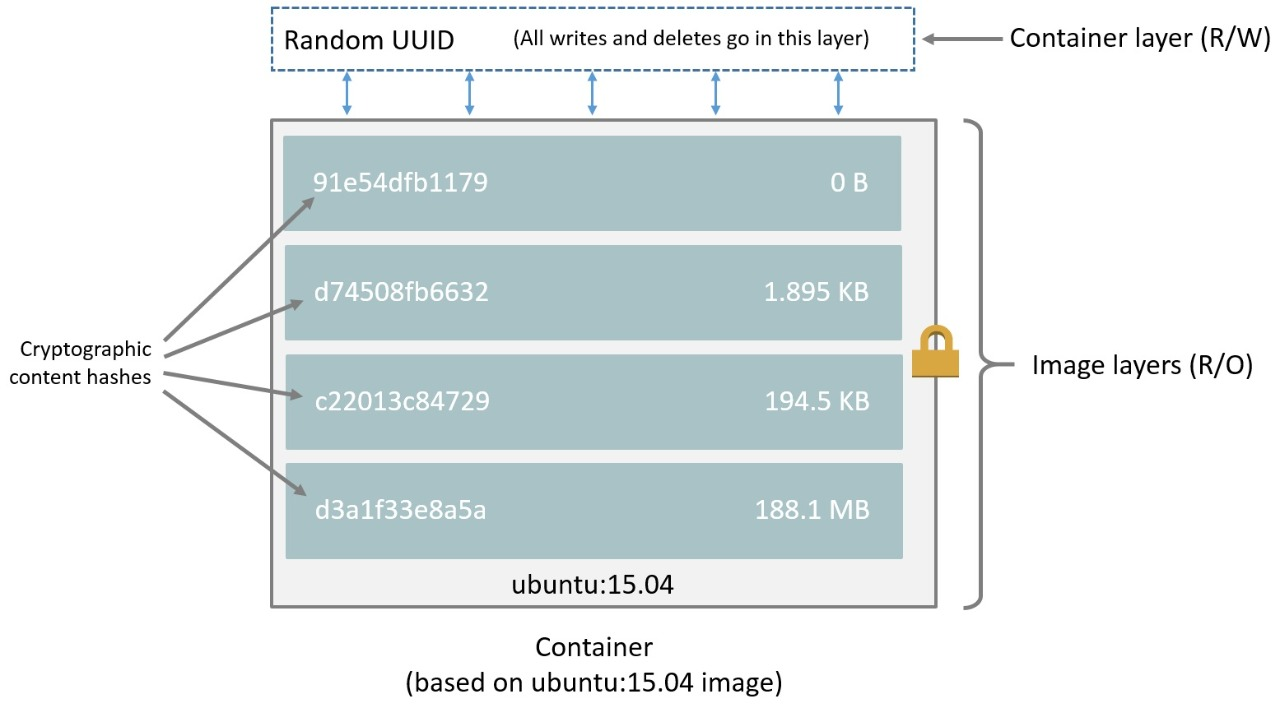 Random UUID (All writes and deletes go in this layer)
Container layer (R/W)
91e54dfb1179 0 B
d74508fb6632 1.895 KB
Cryptographic
content hashes
c22013c84729 194.5 KB
Image layers (R/O)
d3a1f33e8a5a 188.1 MB
ubuntu:15.04
Container
(based on ubuntu:15.04 image)